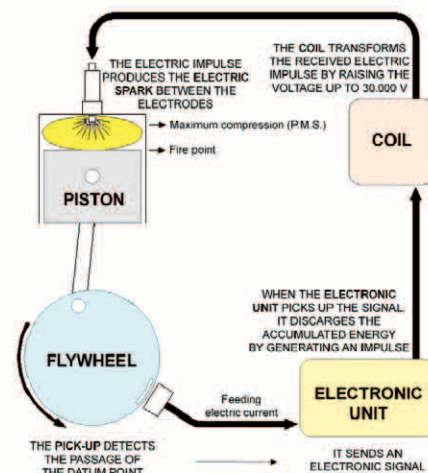 THE ELECTRIC IMPULSE
PRODUCES THE ELECTRIC
SPARK BETWEEN THE
ELECTRODES
THE COIL TRANSFORMS
THE RECEIVED ELECTRIC
IMPULSE BY RAISING THE
VOLTAGE UP TO 30.000 V
Maximum compression (P.M.S.)
Fire point
COIL
PISTON
WHEN THE ELECTRONIC
UNIT PICKS UP THE SIGNAL
IT DISCARGES THE
ACCUMULATED ENERGY
BY GENERATING AN IMPULSE
FLYWHEEL
Feeding
electric current
ELECTRONIC
UNIT
THE PICK-UP DETECTS
THE PASSAGE OF
THE DATUM POINT
IT SENDS AN
ELECTRONIC SIGNAL